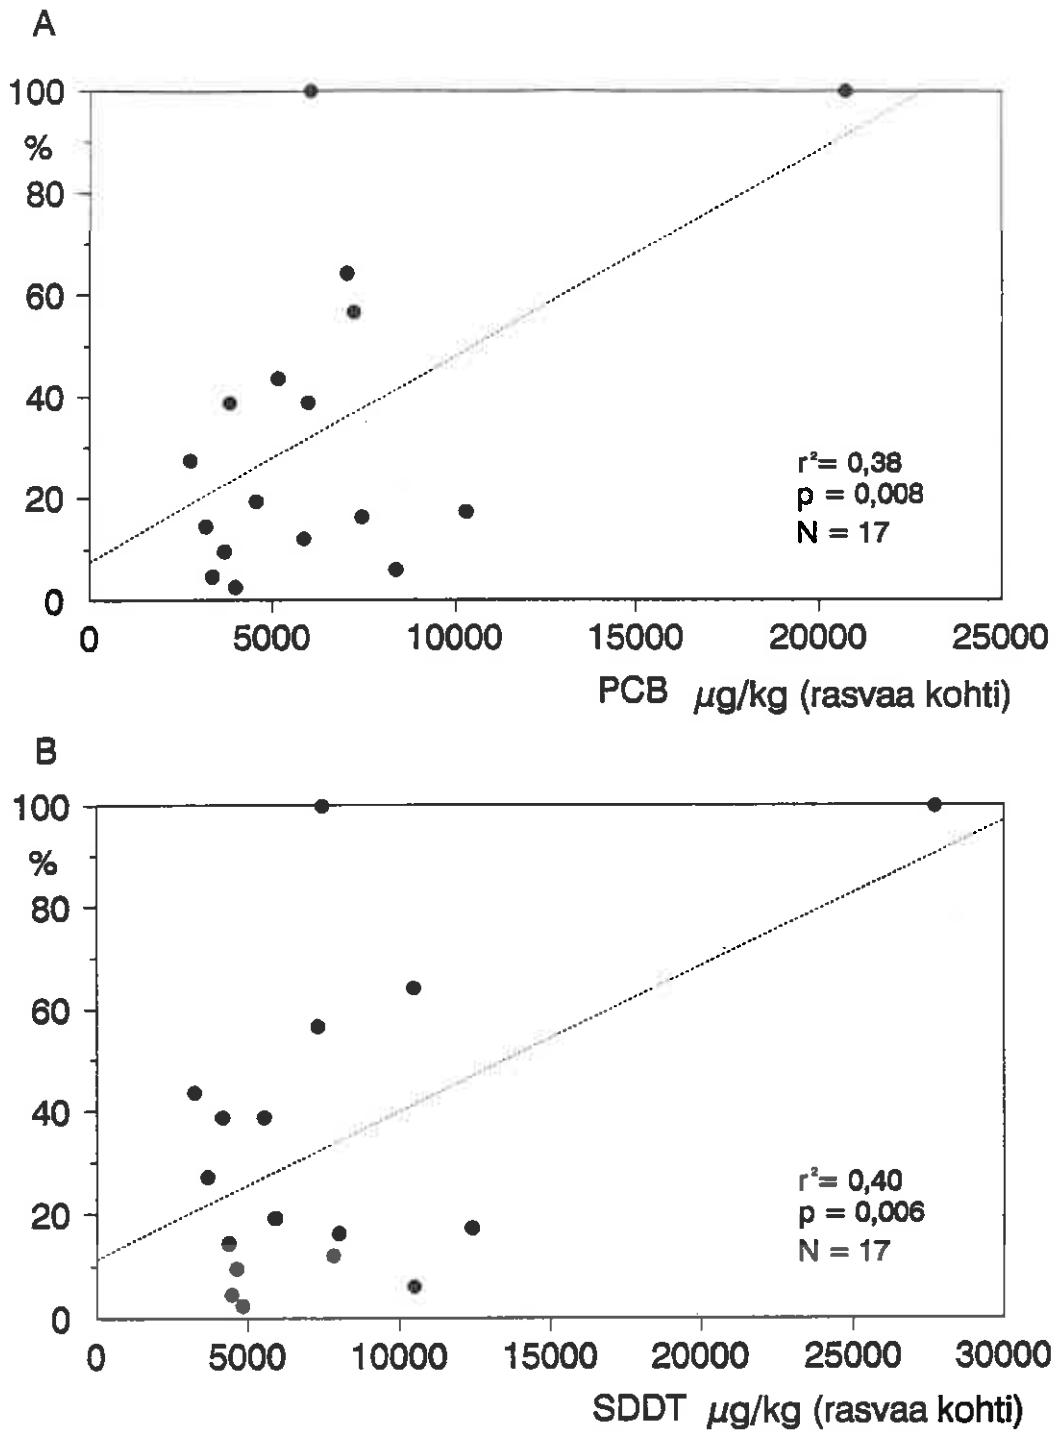 A
100
%
80
60
40
20
0
0 5000 10000 15000 20000 25000
r²= 0,38
p = 0,008
N = 17
PCB μg/kg (rasvaa kohti)
B
100
%
80
60
40
20
0
0 5000 10000 15000 20000 25000 30000
r²= 0,40
p = 0,006
N = 17
SDDT μg/kg (rasvaa kohti)